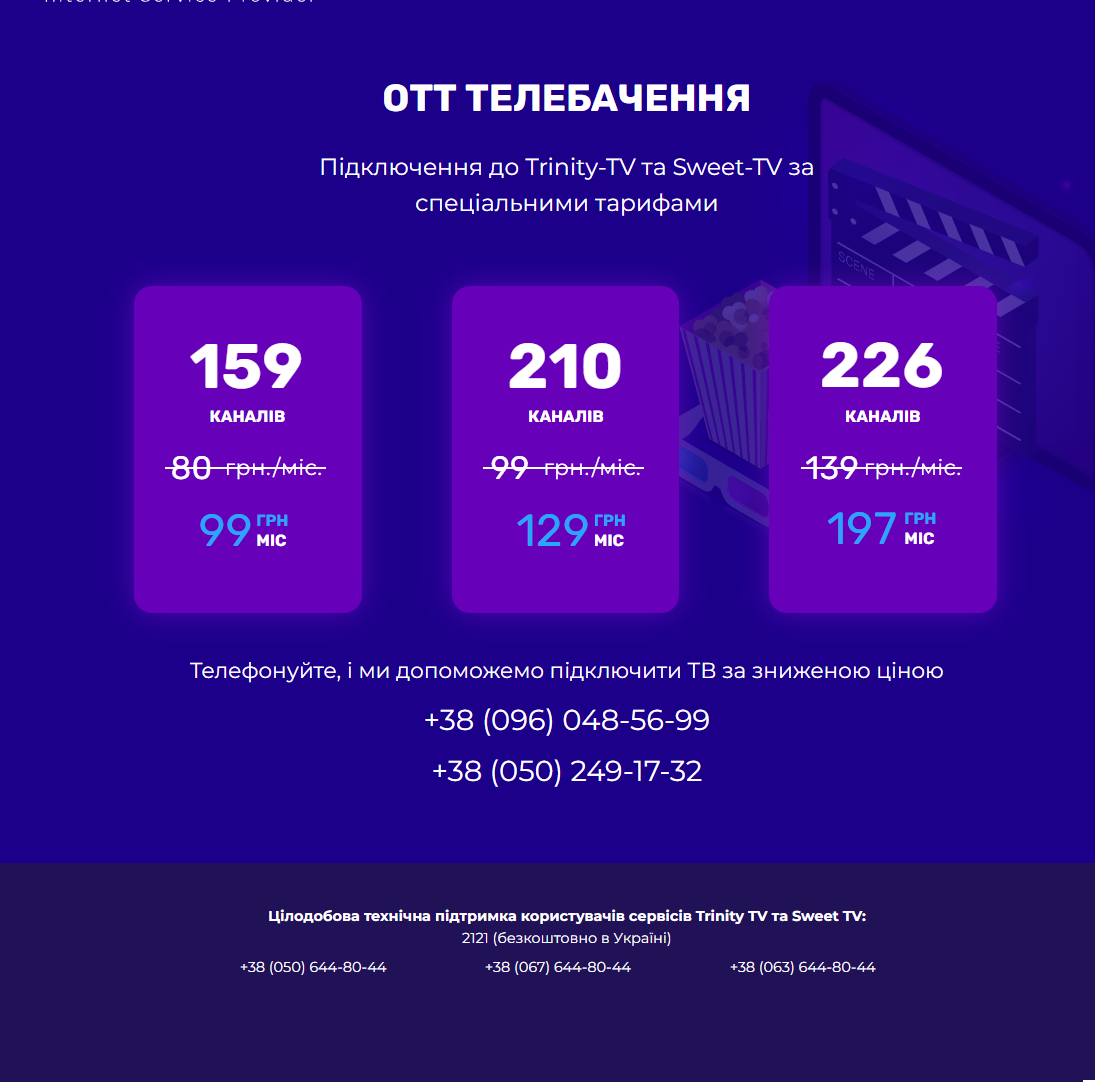 Internet Service Provider
ОТТ ТЕЛЕБАЧЕННЯ
Підключення до Trinity-TV та Sweet-TV за
спеціальними тарифами
SCENE
159
КАНАЛІВ
80 грн./міс.
99 ГРН
МІС
210
КАНАЛІВ
99 грн./міс.
129 ГРН
МІС
226
КАНАЛІВ
139 грн./міс.
197 ГРН
МІС
Телефонуйте, і ми допоможемо підключити ТВ за зниженою ціною
+38 (096) 048-56-99
+38 (050) 249-17-32
Цілодобова технічна підтримка користувачів сервісів Trinity TV та Sweet TV:
2121 (безкоштовно в Україні)
+38 (050) 644-80-44
+38 (067) 644-80-44
+38 (063) 644-80-44